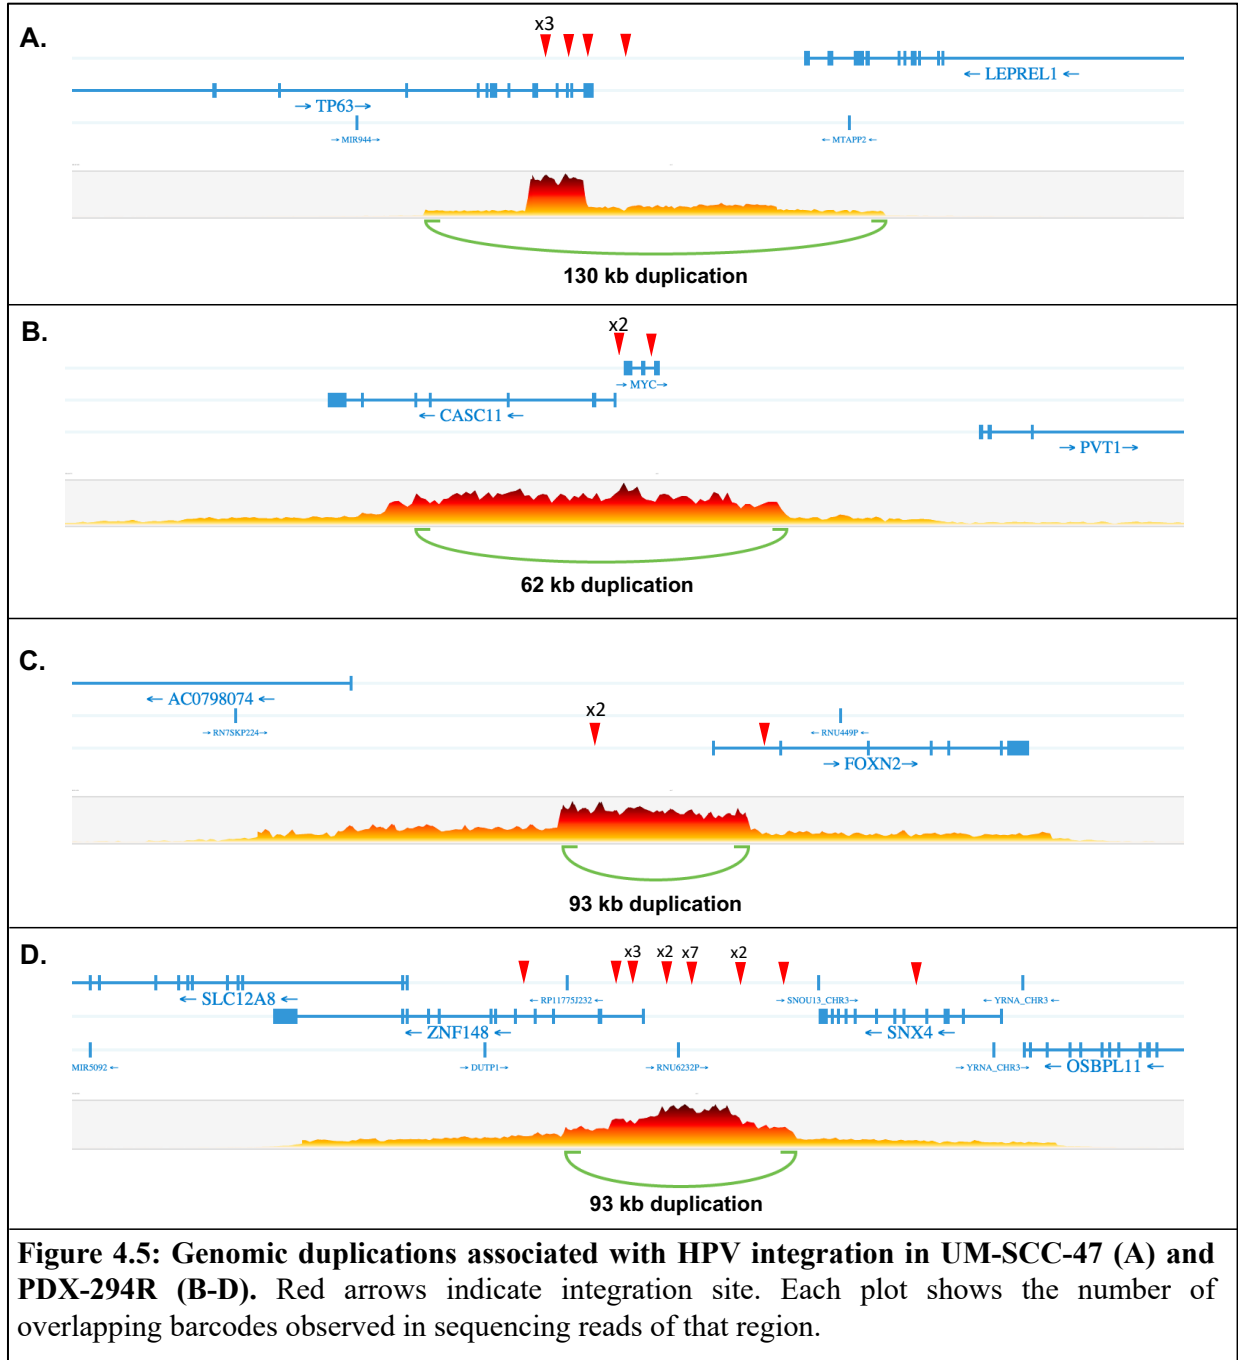 A.
x3
← LEPREL1 ←
→ TP63→
→ MIR944→
← MTAPP2 ←
130 kb duplication
B.
x2
→ MYC→
← CASC11 ←
→ PVT1→
62 kb duplication
C.
← AC0798074 ←
x2
→ RN7SKP224→
← RNU449P ←
→ FOXN2→
93 kb duplication
D.
x3 x2 x7 x2
← SLC12A8 ← ← RP11775J232 ← → SNOU13_CHR3→ ← YRNA_CHR3 ←
← ZNF148 ← ← SNX4 ←
MIR5092 ← → DUTP1→ → RNU6232P→ → YRNA_CHR3→ ← OSBPL11 ←
93 kb duplication
Figure 4.5: Genomic duplications associated with HPV integration in UM-SCC-47 (A) and
PDX-294R (B-D). Red arrows indicate integration site. Each plot shows the number of
overlapping barcodes observed in sequencing reads of that region.